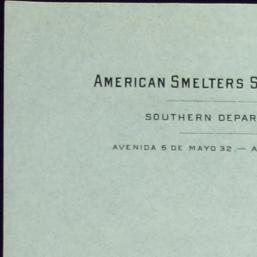 AMERICAN SMELTERS S
SOUTHERN DEPAR
AVENIDA 5 DE MAYO 32.— A